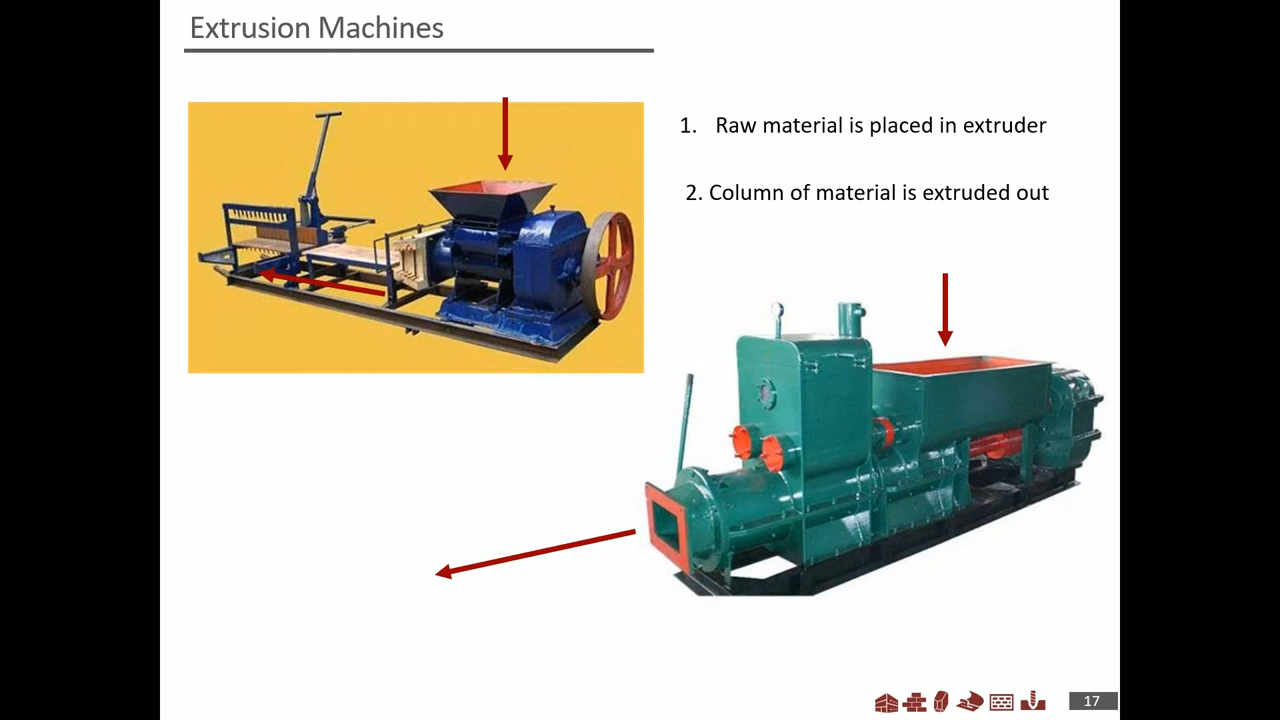 Extrusion Machines
1. Raw material is placed in extruder
2. Column of material is extruded out
17